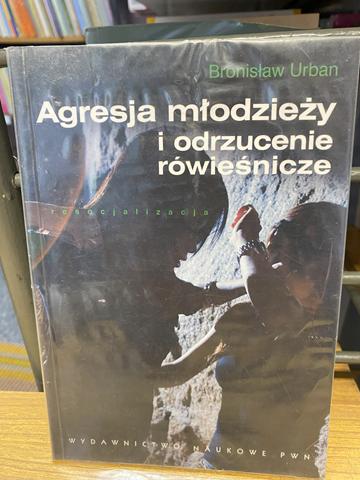 Bronisław Urban
Agresja młodzieży
i odrzucenie
rówieśnicze
resocjalizacja
WYDAWNICTWO NAUKOWE PWN